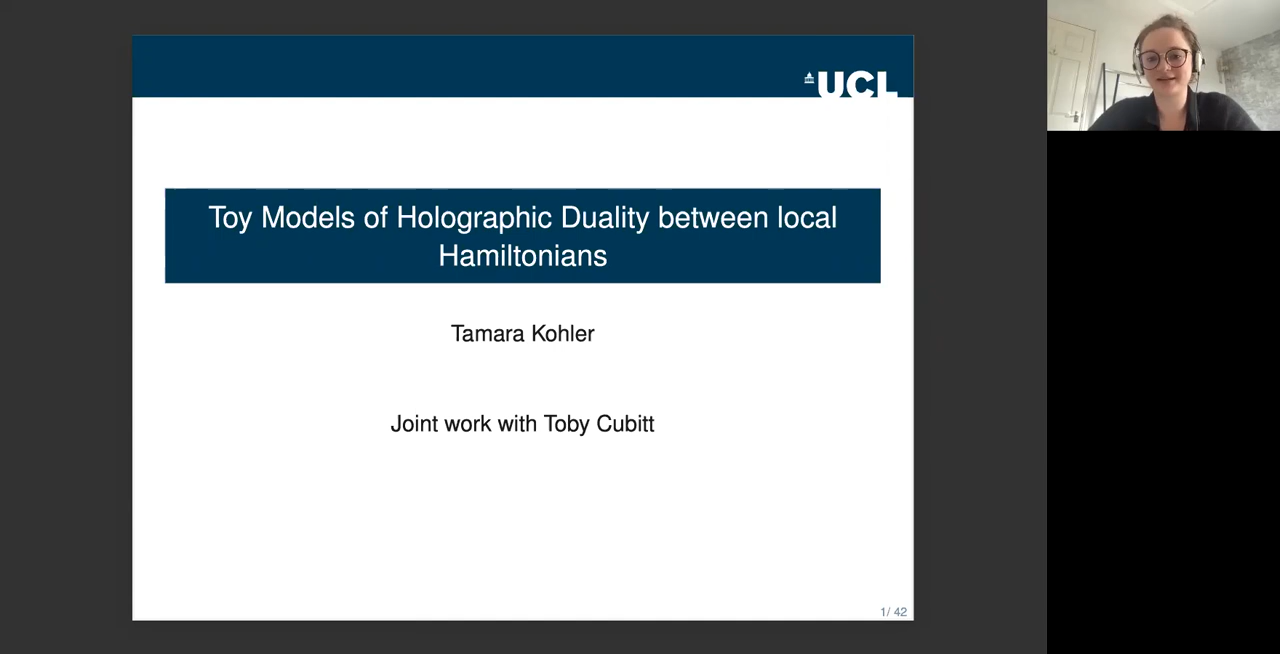 UCL
Toy Models of Holographic Duality between local
Hamiltonians
Tamara Kohler
Joint work with Toby Cubitt
1/ 42